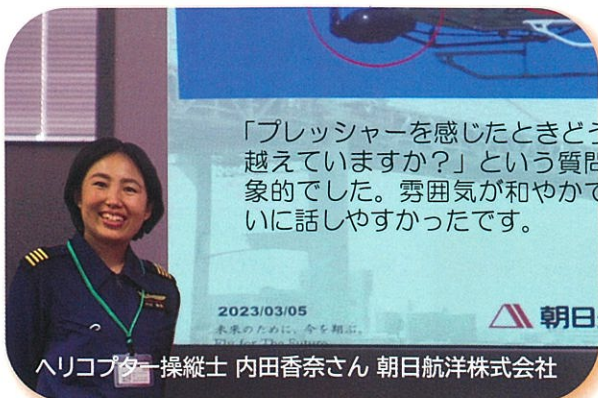 「プレッシャーを感じたときどう
越えていますか？」という質問
象的でした。雰囲気が和やかで
いに話しやすかったです。
2023/03/05
未来のために、今を翔ぶ。
Fly for The Future
朝日
ヘリコプター操縦士 内田香奈さん 朝日航洋株式会社